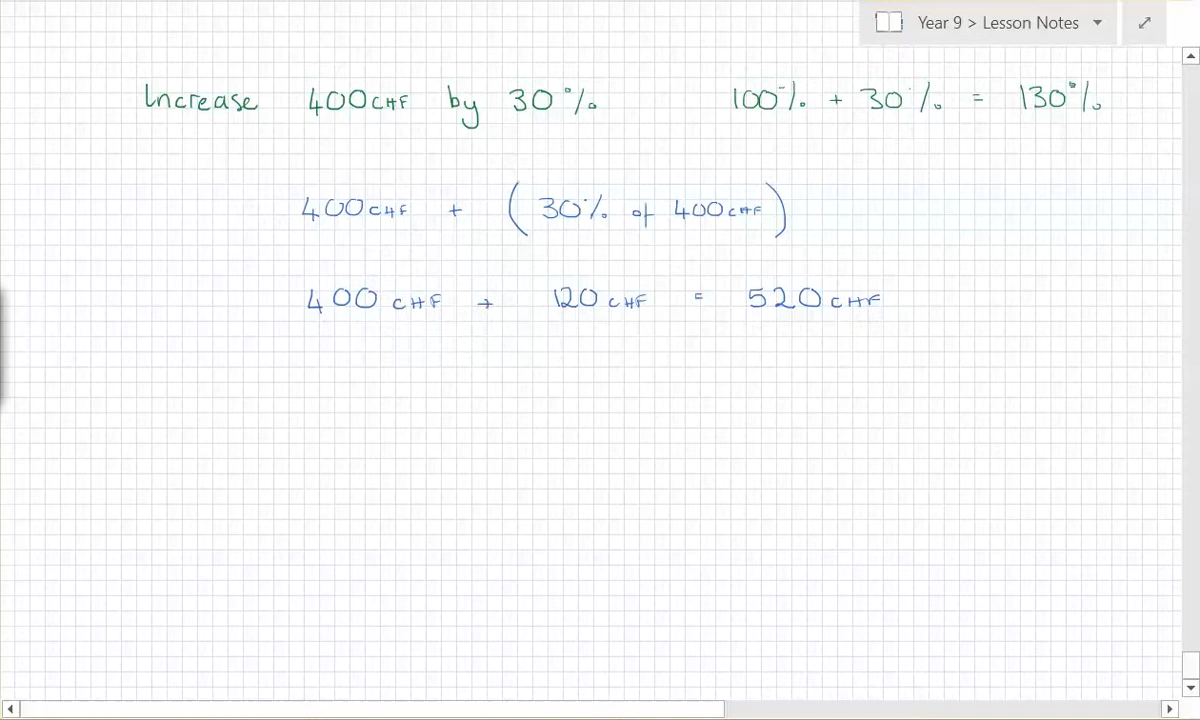 Year 9 > Lesson Notes
Increase 400CHF by 30% 100% + 30% = 130%
400CHF + (30% of 400CHF)
400 CHF + 120 CHF = 520 CHF